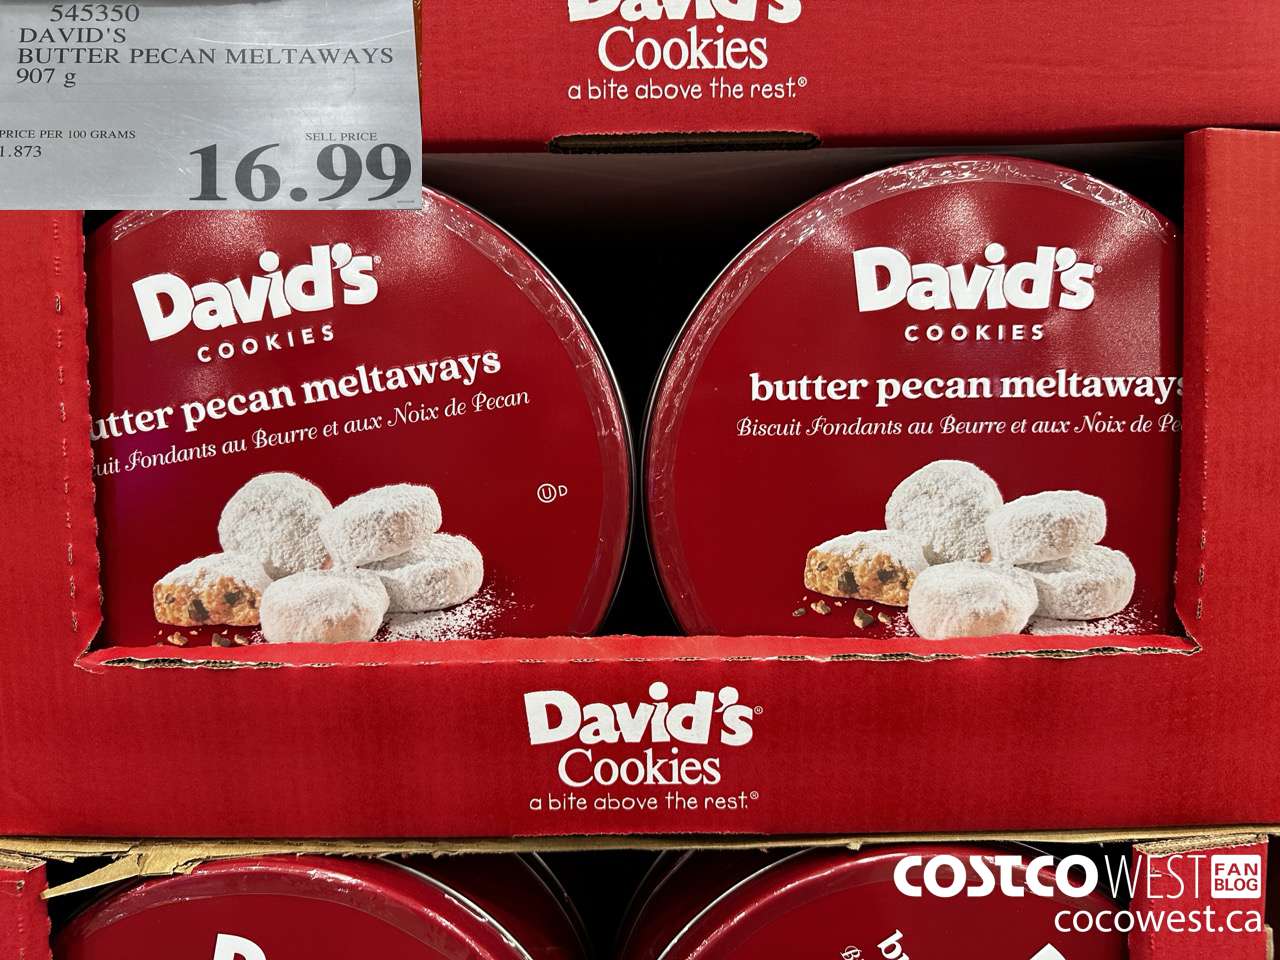 545350
DAVID'S
BUTTER PECAN MELTAWAYS
907 g
PRICE PER 100 GRAMS
1.873
SELL PRICE
16.99
David's
Cookies
a bite above the rest.®
David's®
COOKIES
utter pecan meltaways
uit Fondants au Beurre et aux Noix de Pecan
U D
David's®
COOKIES
butter pecan meltaways
Biscuit Fondants au Beurre et aux Noix de Pe
David's®
Cookies
a bite above the rest.®
COSTCO WEST FAN BLOG
cocowest.ca